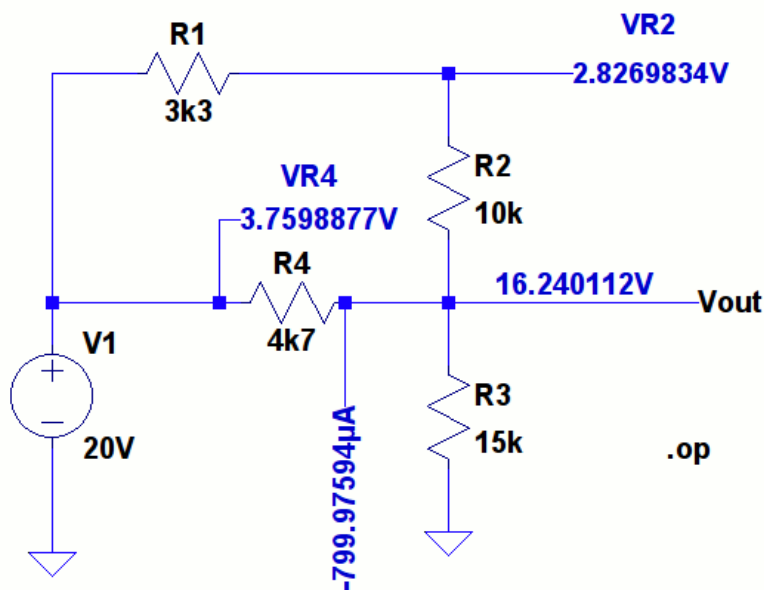 VR2
R1
2.8269834V
3k3
VR4
R2
3.7598877V
10k
R4
16.240112V
Vout
V1
4k7
R3
20V
15k
.op
-799.97594µA